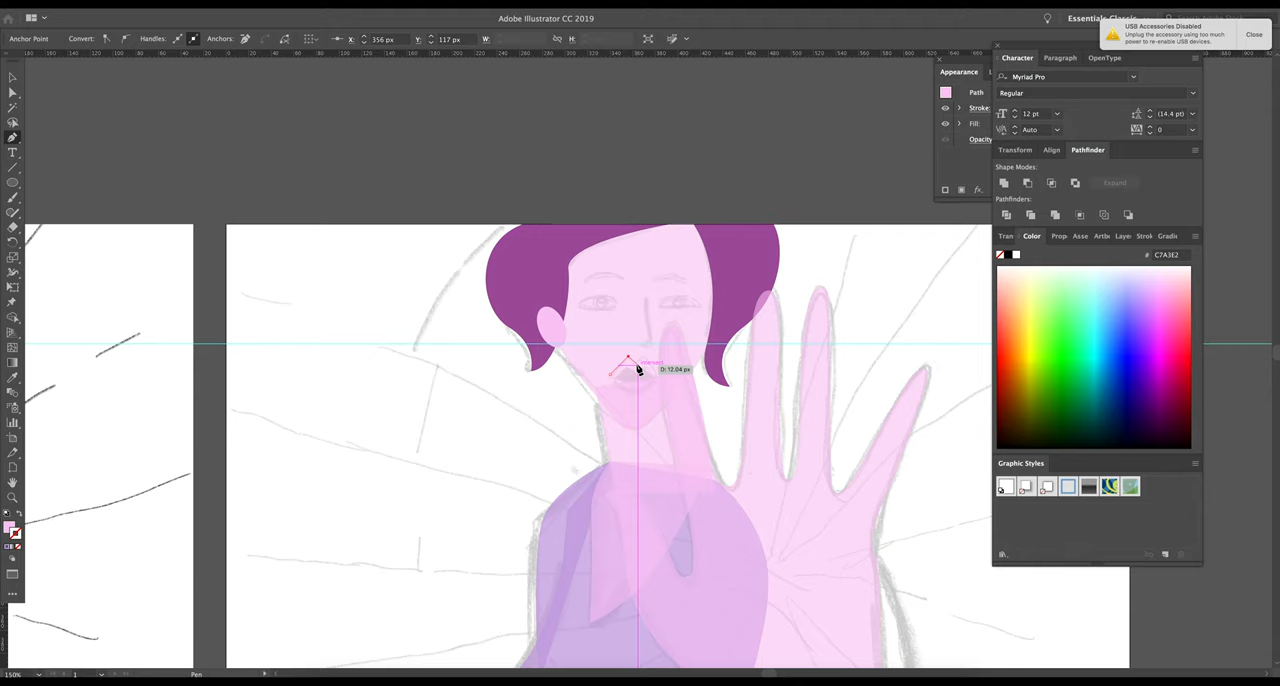 Adobe Illustrator CC 2019
Essentials Classic
Anchor Point
Convert:
Handles:
Anchors:
X:
356 px
Y:
117 px
W:
H:
USB Accessories Disabled
Unplug the accessory using too much
power to re-enable USB devices.
Close
Appearance
Path
Stroke:
Fill:
Opacity
Character
Paragraph
OpenType
Myriad Pro
Regular
12 pt
(14.4 pt)
Auto
0
Transform
Align
Pathfinder
Shape Modes:
Expand
Pathfinders:
Tran
Color
Prop
Asse
Artb
Laye
Strok
Gradi
#
C7A3E2
Graphic Styles
intersect
D: 12.04 px
150%
1
Pen